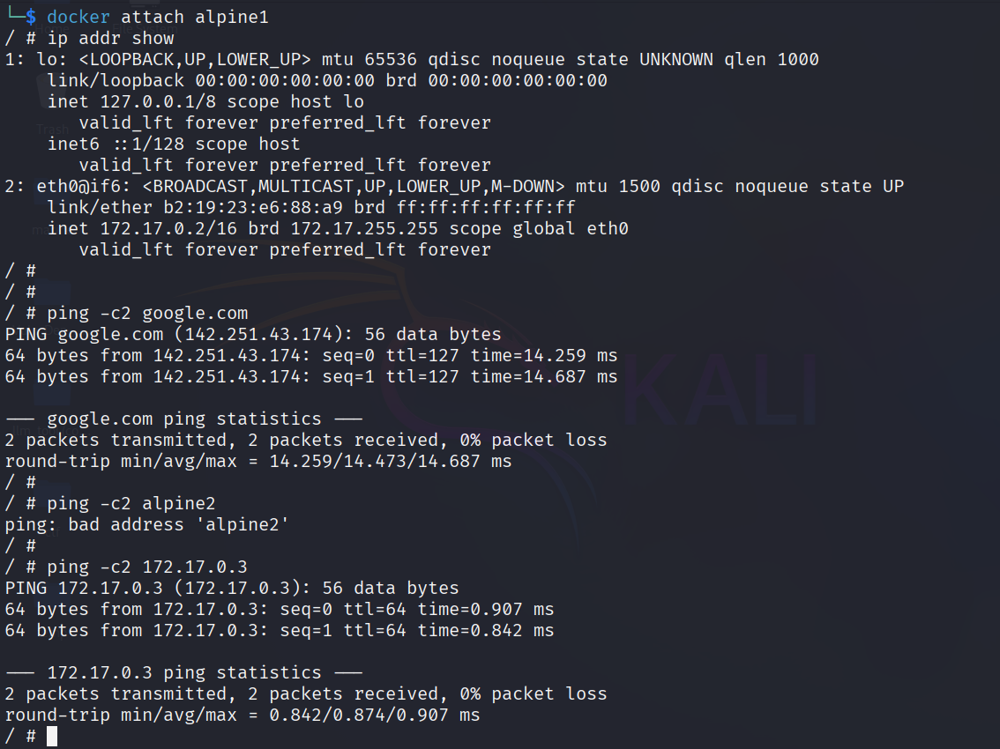 └─$ docker attach alpine1
/ # ip addr show
1: lo: <LOOPBACK,UP,LOWER_UP> mtu 65536 qdisc noqueue state UNKNOWN qlen 1000
    link/loopback 00:00:00:00:00:00 brd 00:00:00:00:00:00
    inet 127.0.0.1/8 scope host lo
       valid_lft forever preferred_lft forever
    inet6 ::1/128 scope host
       valid_lft forever preferred_lft forever
2: eth0@if6: <BROADCAST,MULTICAST,UP,LOWER_UP,M-DOWN> mtu 1500 qdisc noqueue state UP
    link/ether b2:19:23:e6:88:a9 brd ff:ff:ff:ff:ff:ff
    inet 172.17.0.2/16 brd 172.17.255.255 scope global eth0
       valid_lft forever preferred_lft forever
/ #
/ #
/ # ping -c2 google.com
PING google.com (142.251.43.174): 56 data bytes
64 bytes from 142.251.43.174: seq=0 ttl=127 time=14.259 ms
64 bytes from 142.251.43.174: seq=1 ttl=127 time=14.687 ms

--- google.com ping statistics ---
2 packets transmitted, 2 packets received, 0% packet loss
round-trip min/avg/max = 14.259/14.473/14.687 ms
/ #
/ # ping -c2 alpine2
ping: bad address 'alpine2'
/ #
/ # ping -c2 172.17.0.3
PING 172.17.0.3 (172.17.0.3): 56 data bytes
64 bytes from 172.17.0.3: seq=0 ttl=64 time=0.907 ms
64 bytes from 172.17.0.3: seq=1 ttl=64 time=0.842 ms

--- 172.17.0.3 ping statistics ---
2 packets transmitted, 2 packets received, 0% packet loss
round-trip min/avg/max = 0.842/0.874/0.907 ms
/ #
Trash
KALI